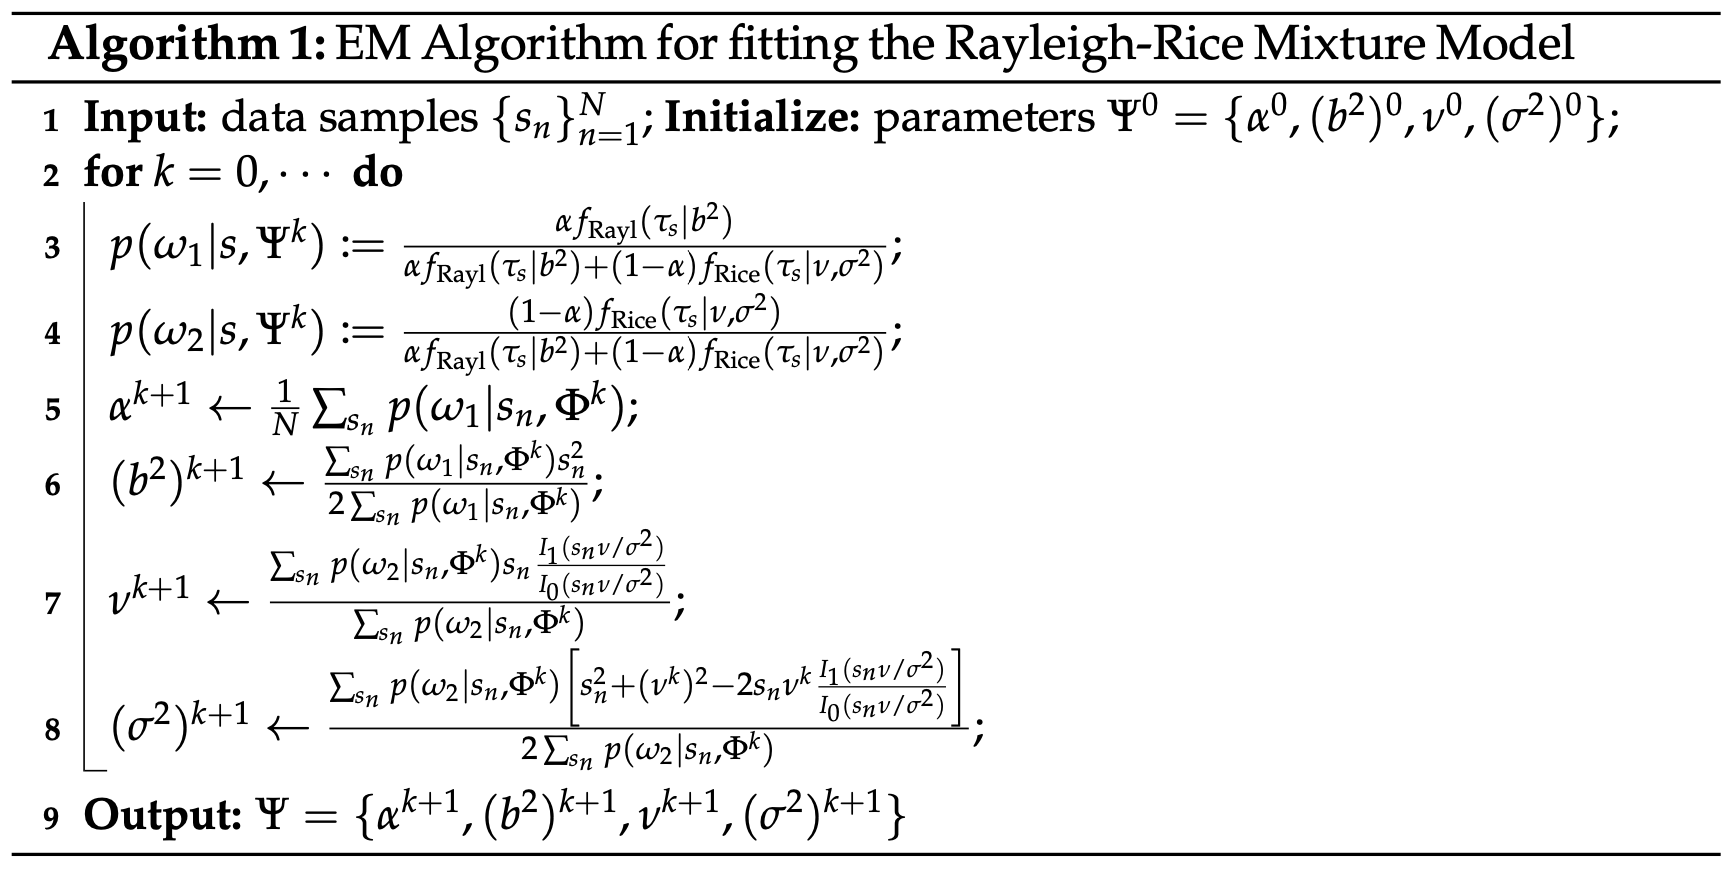 Algorithm 1: EM Algorithm for fitting the Rayleigh-Rice Mixture Model
1 Input: data samples $\{s_n\}_{n=1}^{N}$; Initialize: parameters $\Psi^0 = \{\alpha^0, (b^2)^0, \nu^0, (\sigma^2)^0\}$;
2 for $k = 0, \cdots$ do
3 $p(\omega_1|s, \Psi^k) := \frac{\alpha f_{\text{Rayl}}(\tau_s|b^2)}{\alpha f_{\text{Rayl}}(\tau_s|b^2)+(1-\alpha) f_{\text{Rice}}(\tau_s|\nu,\sigma^2)}$;
4 $p(\omega_2|s, \Psi^k) := \frac{(1-\alpha) f_{\text{Rice}}(\tau_s|\nu,\sigma^2)}{\alpha f_{\text{Rayl}}(\tau_s|b^2)+(1-\alpha) f_{\text{Rice}}(\tau_s|\nu,\sigma^2)}$;
5 $\alpha^{k+1} \leftarrow \frac{1}{N} \sum_{s_n} p(\omega_1|s_n, \Phi^k)$;
6 $(b^2)^{k+1} \leftarrow \frac{\sum_{s_n} p(\omega_1|s_n,\Phi^k) s_n^2}{2 \sum_{s_n} p(\omega_1|s_n,\Phi^k)}$;
7 $\nu^{k+1} \leftarrow \frac{\sum_{s_n} p(\omega_2|s_n,\Phi^k) s_n \frac{I_1(s_n \nu/\sigma^2)}{I_0(s_n \nu/\sigma^2)}}{\sum_{s_n} p(\omega_2|s_n,\Phi^k)}$;
8 $(\sigma^2)^{k+1} \leftarrow \frac{\sum_{s_n} p(\omega_2|s_n,\Phi^k) \left[ s_n^2+(\nu^k)^2-2 s_n \nu^k \frac{I_1(s_n \nu/\sigma^2)}{I_0(s_n \nu/\sigma^2)} \right]}{2 \sum_{s_n} p(\omega_2|s_n,\Phi^k)}$;
9 Output: $\Psi = \{\alpha^{k+1}, (b^2)^{k+1}, \nu^{k+1}, (\sigma^2)^{k+1}\}$